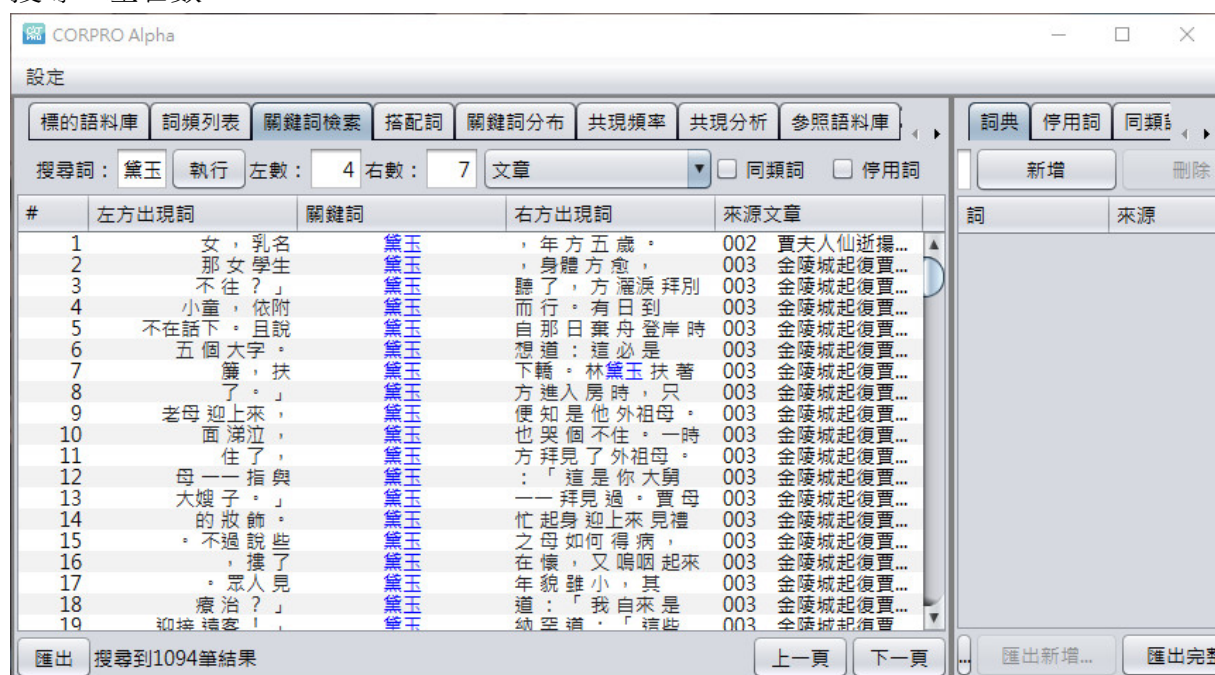 CORPRO Alpha
設定
標的語料庫 詞頻列表 關鍵詞檢索 搭配詞 關鍵詞分布 共現頻率 共現分析 參照語料庫 詞典 停用詞
搜尋詞： 黛玉 執行 左數： 4 右數： 7 文章 同類詞 停用詞 新增 刪除
# 左方出現詞 關鍵詞 右方出現詞 來源文章 詞 來源
1 女 ， 乳名 黛玉 ， 年 方 五 歲 。 002 賈夫人仙逝揚...
2 那 女 學生 黛玉 ， 身體 方 愈 ， 003 金陵城起復賈...
3 不 往 ？ 」 黛玉 聽 了 ， 方 灑淚 拜別 003 金陵城起復賈...
4 小童 ， 依附 黛玉 而 行 。 有 日 到 003 金陵城起復賈...
5 不在話下 。 且說 黛玉 自 那 日 棄 舟 登岸 時 003 金陵城起復賈...
6 五 個 大字 。 黛玉 想 道 ： 這 必 是 003 金陵城起復賈...
7 簾 ， 扶 黛玉 下轎 。 林黛玉 扶 著 003 金陵城起復賈...
8 了 。 」 黛玉 方 進入 房 時 ， 只 003 金陵城起復賈...
9 老母 迎上來 ， 黛玉 便 知 是 他 外祖母 。 003 金陵城起復賈...
10 面 涕泣 ， 黛玉 也 哭 個 不住 。 一時 003 金陵城起復賈...
11 住 了 ， 黛玉 方 拜見 了 外祖母 。 003 金陵城起復賈...
12 母 一一 指 與 黛玉 ： 「 這 是 你 大舅 003 金陵城起復賈...
13 大嫂 子 。 」 黛玉 一一 拜見 過 。 賈 母 003 金陵城起復賈...
14 的 妝 飾 。 黛玉 忙 起身 迎上來 見禮 003 金陵城起復賈...
15 。 不過 說 些 黛玉 之 母 如何 得 病 ， 003 金陵城起復賈...
16 ， 摟 了 黛玉 在 懷 ， 又 嗚咽 起來 003 金陵城起復賈...
17 。 眾人 見 黛玉 年 貌 雖 小 ， 其 003 金陵城起復賈...
18 療 治 ？ 」 黛玉 道 ： 「 我 自來 是 003 金陵城起復賈...
19 迎接 遠客 ！ 」 黛玉 納 罕 道 ： 「 這些 003 金陵城起復賈
匯出 搜尋到1094筆結果 上一頁 下一頁 ... 匯出新增... 匯出完整